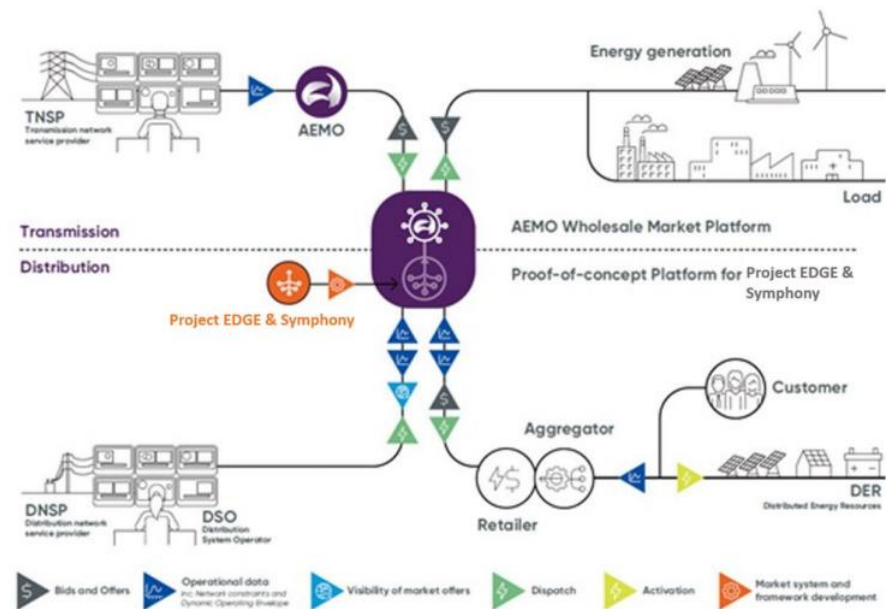 Energy generation
TNSP
Transmission network
service provider
AEMO
Load
Transmission
AEMO Wholesale Market Platform
Distribution
Proof-of-concept Platform for Project EDGE &
Symphony
Project EDGE & Symphony
Customer
Aggregator
DNSP
Distribution network
service provider
DSO
Distribution
System Operator
Retailer
DER
Distributed Energy Resources
Bids and Offers
Operational data
inc Network constraints and
Dynamic Operating Envelope
Visibility of market offers
Dispatch
Activation
Market system and
framework development